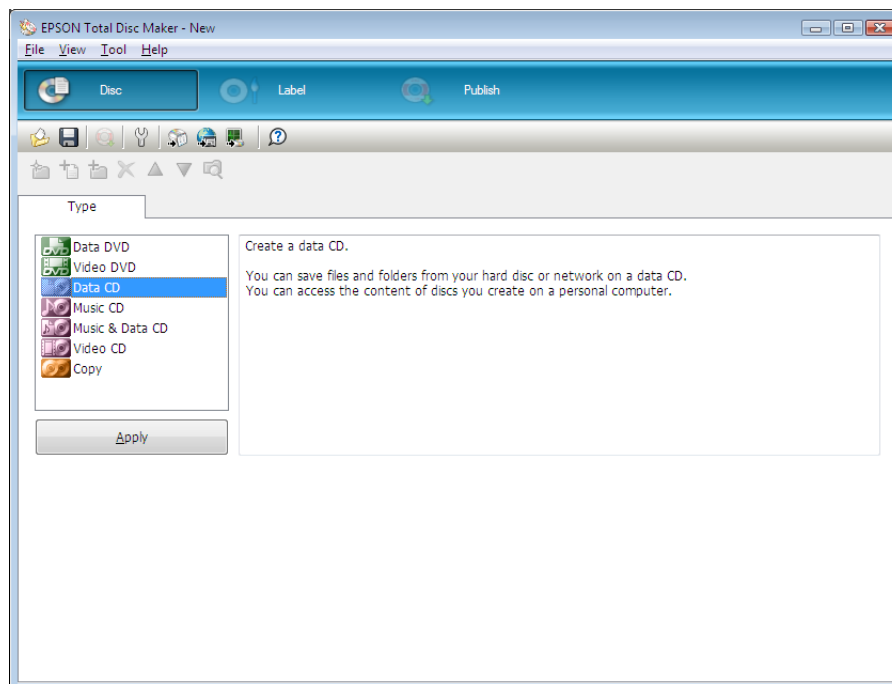 EPSON Total Disc Maker - New
File View Tool Help
Disc Label Publish
Type
Data DVD
Video DVD
Data CD
Music CD
Music & Data CD
Video CD
Copy
Apply
Create a data CD.
You can save files and folders from your hard disc or network on a data CD.
You can access the content of discs you create on a personal computer.